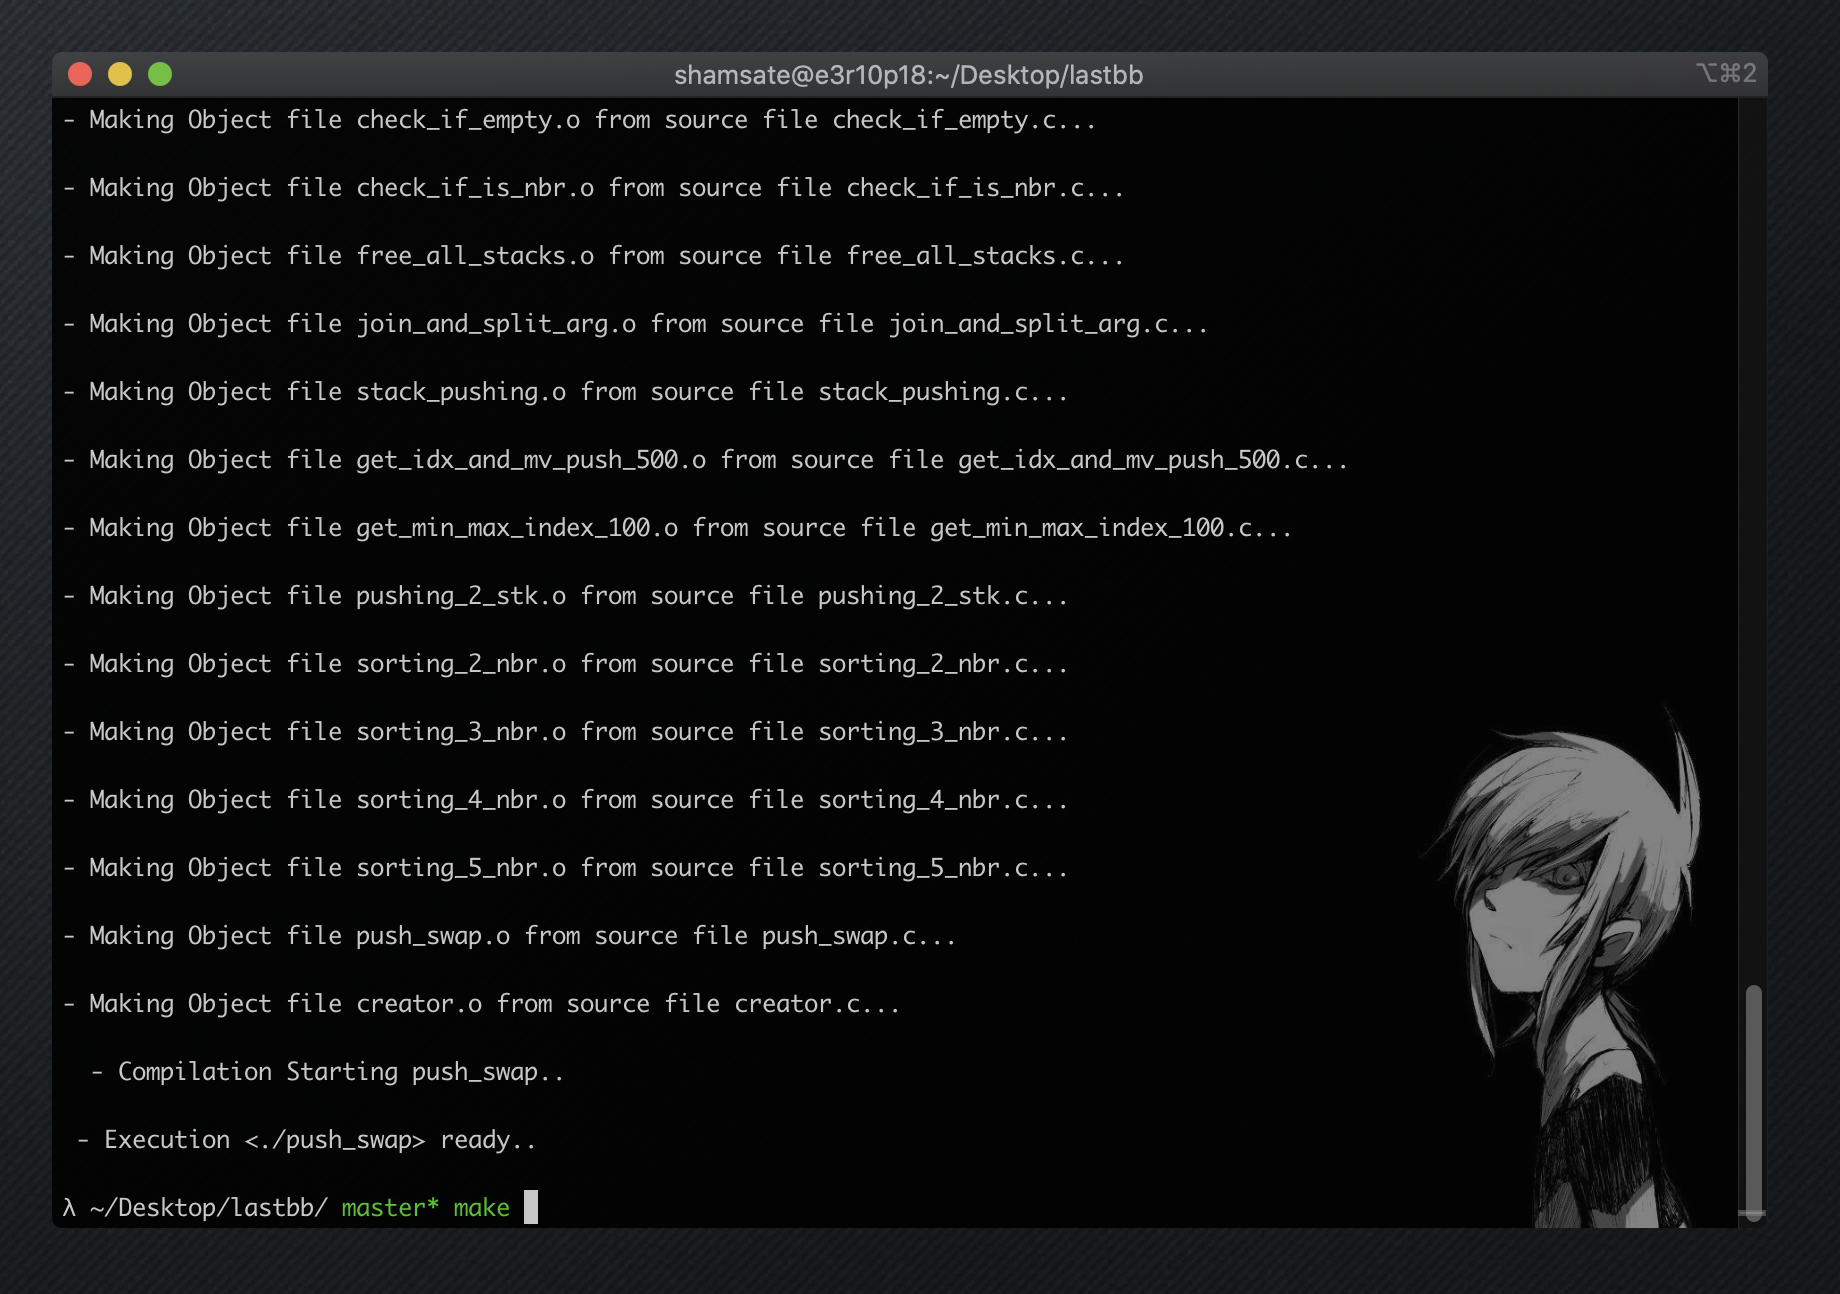 shamsate@e3r10p18:~/Desktop/lastbb
⌥⌘2
- Making Object file check_if_empty.o from source file check_if_empty.c...
- Making Object file check_if_is_nbr.o from source file check_if_is_nbr.c...
- Making Object file free_all_stacks.o from source file free_all_stacks.c...
- Making Object file join_and_split_arg.o from source file join_and_split_arg.c...
- Making Object file stack_pushing.o from source file stack_pushing.c...
- Making Object file get_idx_and_mv_push_500.o from source file get_idx_and_mv_push_500.c...
- Making Object file get_min_max_index_100.o from source file get_min_max_index_100.c...
- Making Object file pushing_2_stk.o from source file pushing_2_stk.c...
- Making Object file sorting_2_nbr.o from source file sorting_2_nbr.c...
- Making Object file sorting_3_nbr.o from source file sorting_3_nbr.c...
- Making Object file sorting_4_nbr.o from source file sorting_4_nbr.c...
- Making Object file sorting_5_nbr.o from source file sorting_5_nbr.c...
- Making Object file push_swap.o from source file push_swap.c...
- Making Object file creator.o from source file creator.c...
- Compilation Starting push_swap..
- Execution <./push_swap> ready..
λ ~/Desktop/lastbb/ master* make